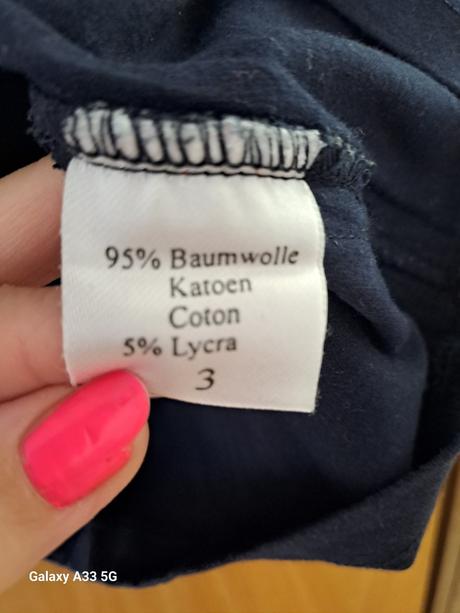 95% Baumwolle
Katoen
Coton
5% Lycra
3
Galaxy A33 5G